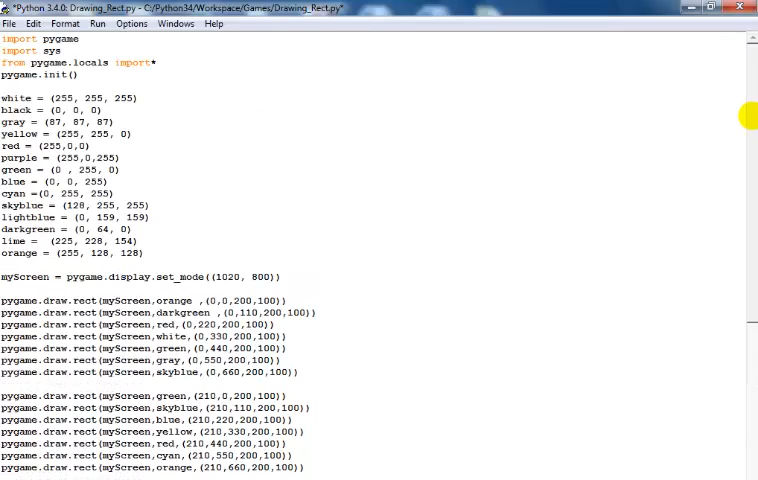 *Python 3.4.0: Drawing_Rect.py - C:/Python34/Workspace/Games/Drawing_Rect.py*
File Edit Format Run Options Windows Help
import pygame
import sys
from pygame.locals import*
pygame.init()
white = (255, 255, 255)
black = (0, 0, 0)
gray = (87, 87, 87)
yellow = (255, 255, 0)
red = (255,0,0)
purple = (255,0,255)
green = (0 , 255, 0)
blue = (0, 0, 255)
cyan =(0, 255, 255)
skyblue = (128, 255, 255)
lightblue = (0, 159, 159)
darkgreen = (0, 64, 0)
lime =  (225, 228, 154)
orange = (255, 128, 128)
myScreen = pygame.display.set_mode((1020, 800))
pygame.draw.rect(myScreen,orange ,(0,0,200,100))
pygame.draw.rect(myScreen,darkgreen ,(0,110,200,100))
pygame.draw.rect(myScreen,red,(0,220,200,100))
pygame.draw.rect(myScreen,white,(0,330,200,100))
pygame.draw.rect(myScreen,green,(0,440,200,100))
pygame.draw.rect(myScreen,gray,(0,550,200,100))
pygame.draw.rect(myScreen,skyblue,(0,660,200,100))
pygame.draw.rect(myScreen,green,(210,0,200,100))
pygame.draw.rect(myScreen,skyblue,(210,110,200,100))
pygame.draw.rect(myScreen,blue,(210,220,200,100))
pygame.draw.rect(myScreen,yellow,(210,330,200,100))
pygame.draw.rect(myScreen,red,(210,440,200,100))
pygame.draw.rect(myScreen,cyan,(210,550,200,100))
pygame.draw.rect(myScreen,orange,(210,660,200,100))